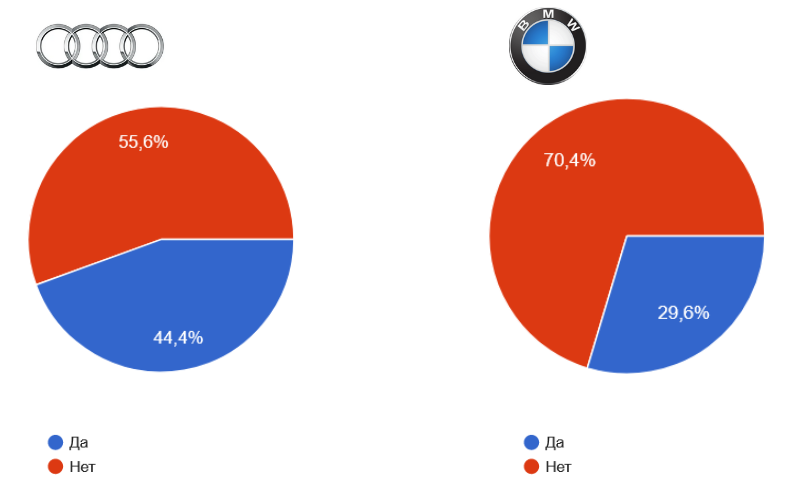 BMW
55,6%
70,4%
44,4%
29,6%
Да
Нет
Да
Нет